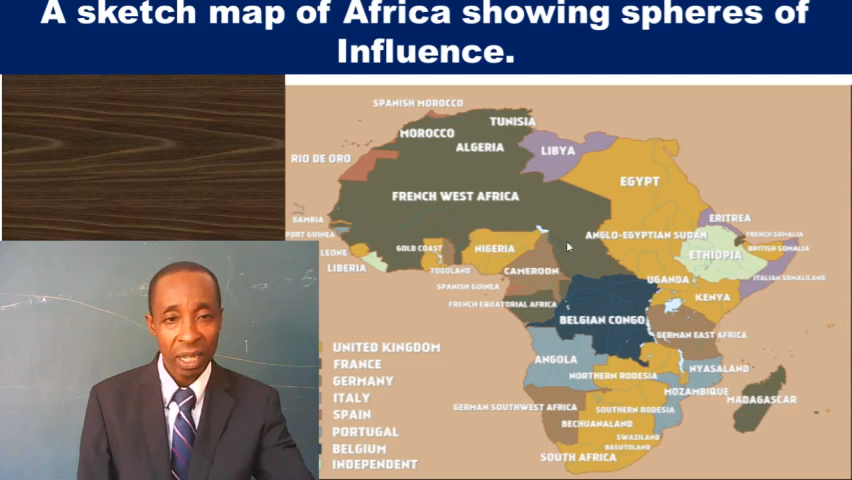 A sketch map of Africa showing spheres of
Influence.
SPANISH MOROCCO
TUNISIA
MOROCCO
ALGERIA
LIBYA
RIO DE ORO
EGYPT
FRENCH WEST AFRICA
GAMBIA
ERITREA
PORT GUINEA
ANGLO-EGYPTIAN SUDAN
FRENCH SOMALIA
LEONE
GOLD COAST
NIGERIA
BRITISH SOMALIA
ETHIOPIA
LIBERIA
TOGOLAND
CAMEROON
ITALIAN SOMALILAND
SPANISH GUINEA
UGANDA
KENYA
FRENCH EQUATORIAL AFRICA
BELGIAN CONGO
GERMAN EAST AFRICA
UNITED KINGDOM
FRANCE
GERMANY
ITALY
SPAIN
PORTUGAL
BELGIUM
INDEPENDENT
ANGOLA
NYASALAND
NORTHERN RODESIA
MOZAMBIQUE
MADAGASCAR
GERMAN SOUTHWEST AFRICA
SOUTHERN RODESIA
BECHUANALAND
SWAZILAND
BASUTOLAND
SOUTH AFRICA